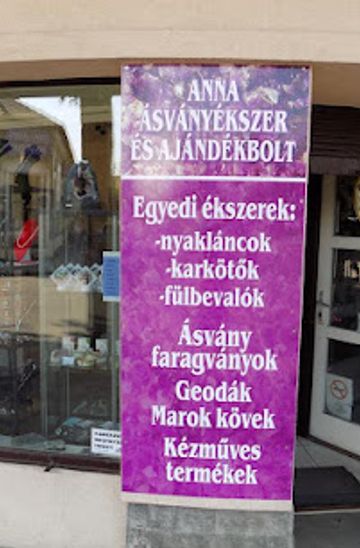 ANNA
ÁSVÁNYÉKSZER
ÉS AJÁNDÉKBOLT
Egyedi ékszerek:
-nyakláncok
-karkötők
-fülbevalók
Ásvány
faragványok
Geodák
Marok kövek
Kézműves
termékek